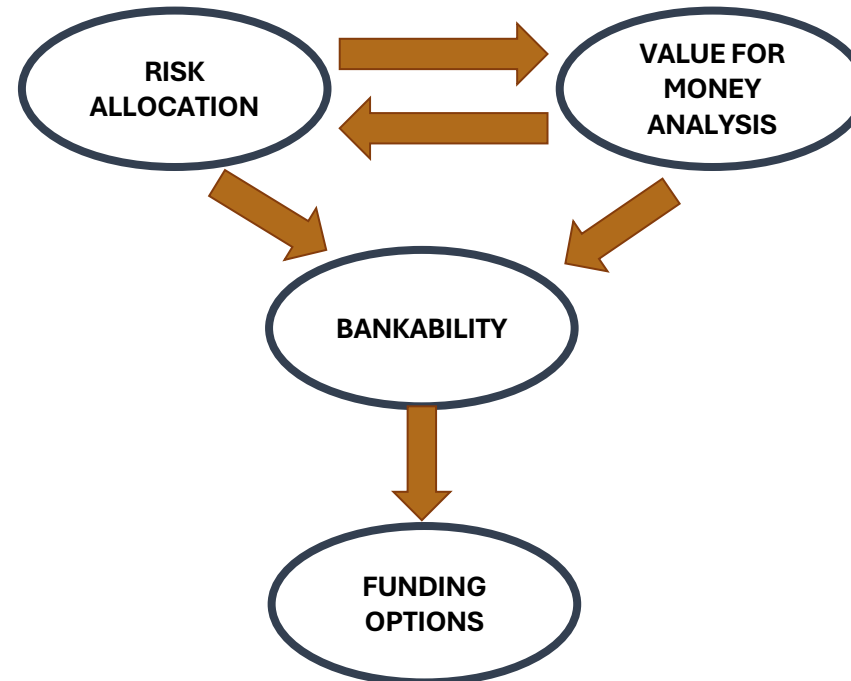 RISK
ALLOCATION
VALUE FOR
MONEY
ANALYSIS
BANKABILITY
FUNDING
OPTIONS